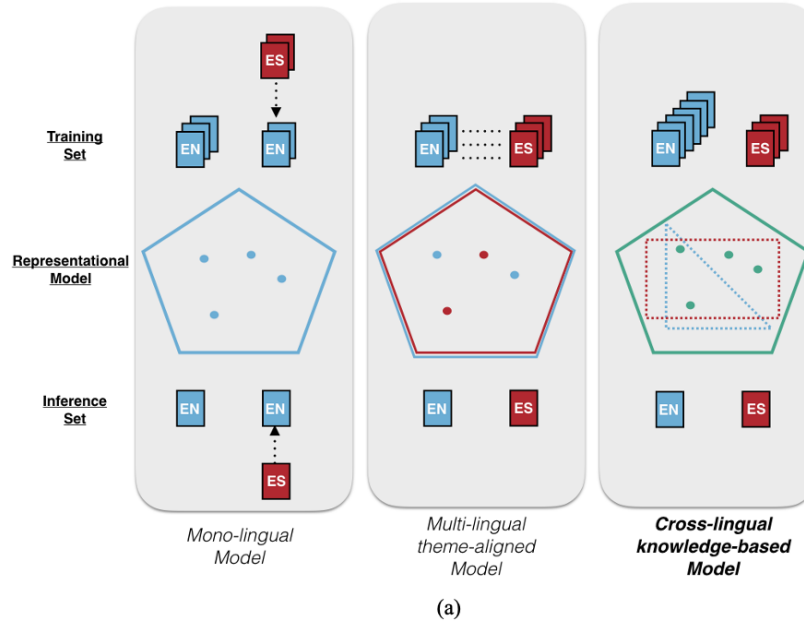 ES
Training
Set
EN
EN
EN
ES
EN
ES
Representational
Model
Inference
Set
EN
EN
EN
ES
EN
ES
ES
Mono-lingual
Model
Multi-lingual
theme-aligned
Model
Cross-lingual
knowledge-based
Model
(a)